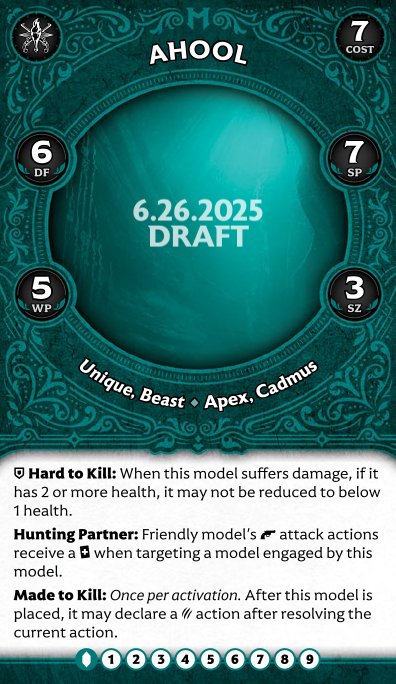 AHOOL
7
COST
6
DF
7
SP
6.26.2025
DRAFT
5
WP
3
SZ
Unique, Beast ◆ Apex, Cadmus
Hard to Kill: When this model suffers damage, if it
has 2 or more health, it may not be reduced to below
1 health.
Hunting Partner: Friendly model's attack actions
receive a when targeting a model engaged by this
model.
Made to Kill: Once per activation. After this model is
placed, it may declare a action after resolving the
current action.
1 2 3 4 5 6 7 8 9